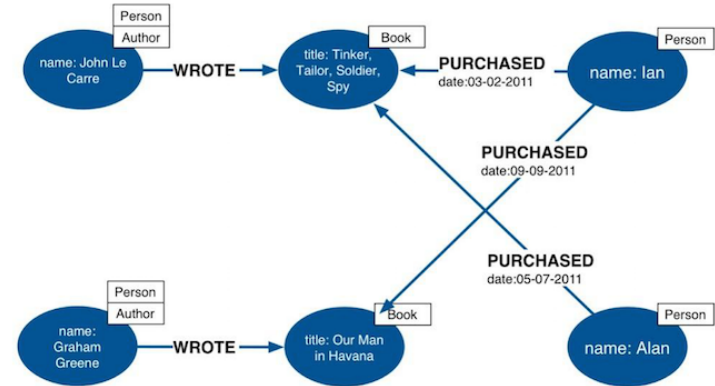 Person
Author
name: John Le
Carre
WROTE
Book
title: Tinker,
Tailor, Soldier,
Spy
PURCHASED
date:03-02-2011
Person
name: Ian
PURCHASED
date:09-09-2011
PURCHASED
date:05-07-2011
Person
Author
name:
Graham
Greene
WROTE
Book
title: Our Man
in Havana
Person
name: Alan